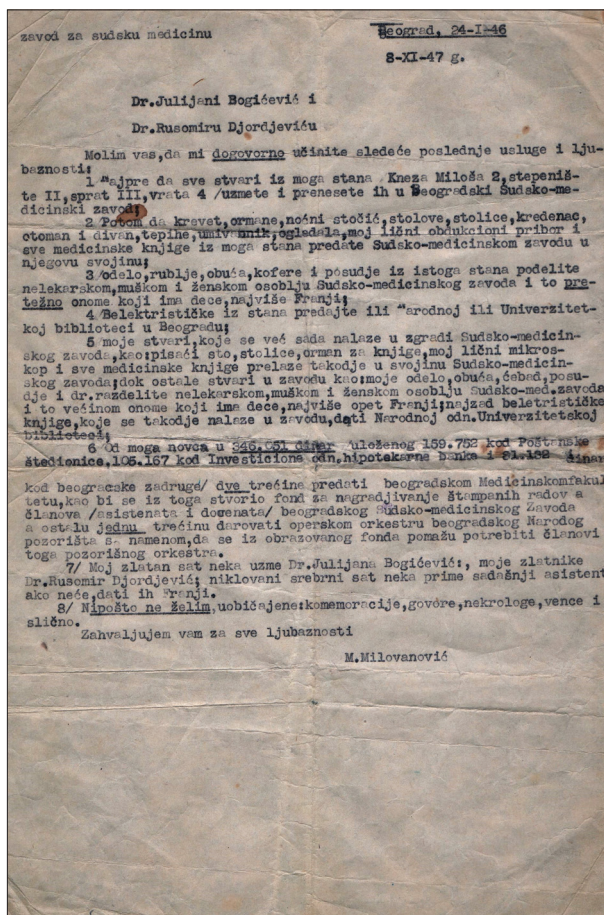 zavod za sudsku medicinu
Beograd, 24-I-46
8-XI-47 g.
Dr.Julijani Bogićević i
Dr.Rusomiru Djordjeviću
Molim vas,da mi dogovorno učinite sledeće poslednje usluge i lju-
baznosti:
1 Najpre da sve stvari iz moga stana /Kneza Miloša 2,stepeniš-
te II,sprat III,vrata 4 /uzmete i prenesete ih u Beogradski Sudsko-me-
dicinski zavod;
2 Potom da krevet,ormane,noćni stočić,stolove,stolice,kredenac,
otoman i divan,tepihe,umivaonik,ogledala,moj lični obdukcioni pribor i
sve medicinske knjige iz moga stana predate Sudsko-medicinskom zavodu u
njegovu svojinu;
3/odelo,rublje,obuća,kofere i posudje iz istoga stana podelite
nelekarskom,muškom i ženskom osoblju Sudsko-medicinskog zavoda i to pre-
težno onome koji ima dece,najviše Franji;
4 Belektrističke iz stana predajte ili Narodnoj ili Univerzitet-
koj biblioteci u Beogradu;
5 moje stvari,koje se već sada nalaze u zgradi Sudsko-medicin-
skog zavoda,kao:pisaći sto,stolice,orman za knjige,moj lični mikros-
kop i sve medicinske knjige prelaze takodje u svojinu Sudsko-medicin-
skog zavoda;dok ostale stvari u zavodu kao:moje odelo,obuća,ćebad,posu-
dje i dr.razdelite nelekarskom,muškom i ženskom osoblju Sudsko-med.zavoda
i to većinom onome koji ima dece,najviše opet Franji;najzad beletrističke
knjige,koje se takodje nalaze u zavodu,dati Narodnoj odn.Univerzitetskoj
biblioteci;
6 Od moga novca u 346.051 dinar /uloženog 159.752 kod Poštanske
štedionice,105.167 kod Investicione odn.hipotekarne banke i 81.132 dinar
kod beogradske zadruge/ dve trećine predati beogradskom Medicinskomfakul
tetu,kao bi se iz toga stvorio fond za nagradjivanje štampanih radov a
članova /asistenata i docenata/ beogradskog Sudsko-medicinskog Zavoda
a ostalu jednu trećinu darovati operskom orkestru beogradskog Narodog
pozorišta sa namenom,da se iz obrazovanog fonda pomažu potrebiti članovi
toga pozorišnog orkestra.
7/ Moj zlatan sat neka uzme Dr.Julijana Bogićević:, moje zlatnike
Dr.Rusomir Djordjević; niklovani srebrni sat neka prime sadašnji asistent
ako neće,dati ih Franji.
8/ Nipošto ne želim,uobičajene:komemoracije,govore,nekrologe,vence i
slično.
Zahvaljujem vam za sve ljubaznosti
M.Milovanović